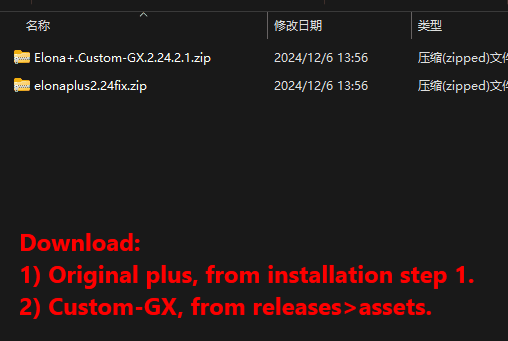 名称 修改日期 类型
Elona+.Custom-GX.2.24.2.1.zip 2024/12/6 13:56 压缩(zipped)文件
elonaplus2.24fix.zip 2024/12/6 13:56 压缩(zipped)文件
Download:
1) Original plus, from installation step 1.
2) Custom-GX, from releases>assets.